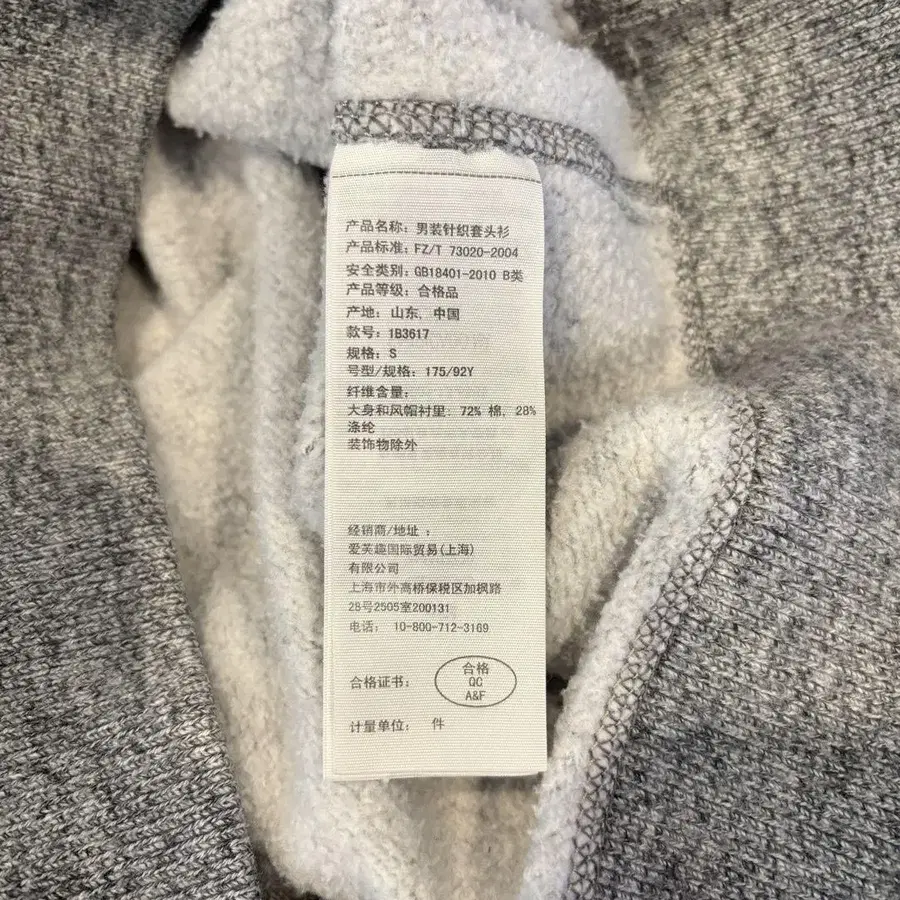 产品名称：男装针织套头衫
产品标准：FZ/T 73020-2004
安全类别：GB18401-2010 B类
产品等级：合格品
产地：山东，中国
款号：1B3617
规格：S
号型/规格：175/92Y
纤维含量：
大身和风帽衬里：72% 棉，28%
涤纶
装饰物除外
经销商/地址：
爱芙趣国际贸易(上海)
有限公司
上海市外高桥保税区加枫路
28号2505室200131
电话： 10-800-712-3169
合格证书：
合格
QC
A&F
计量单位： 件